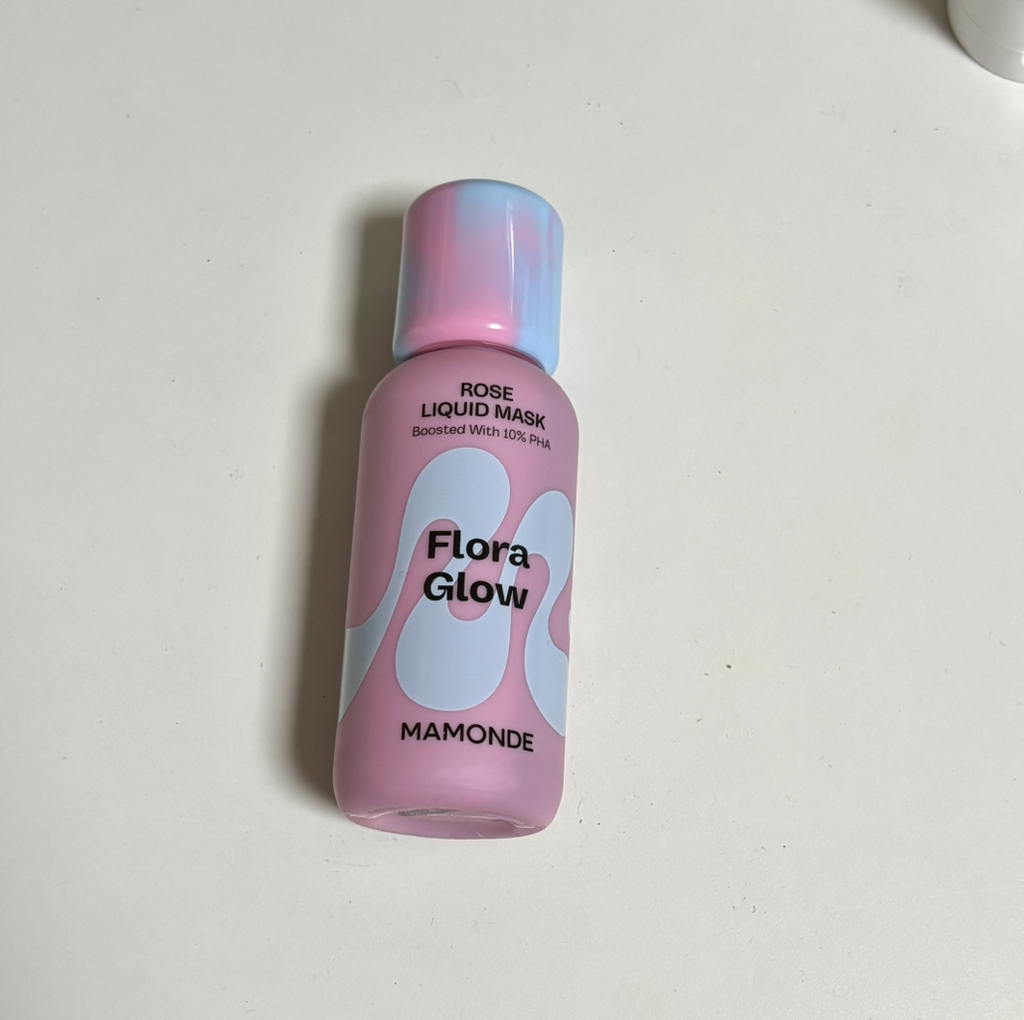 ROSE
LIQUID MASK
Boosted With 10% PHA
Flora
Glow
MAMONDE